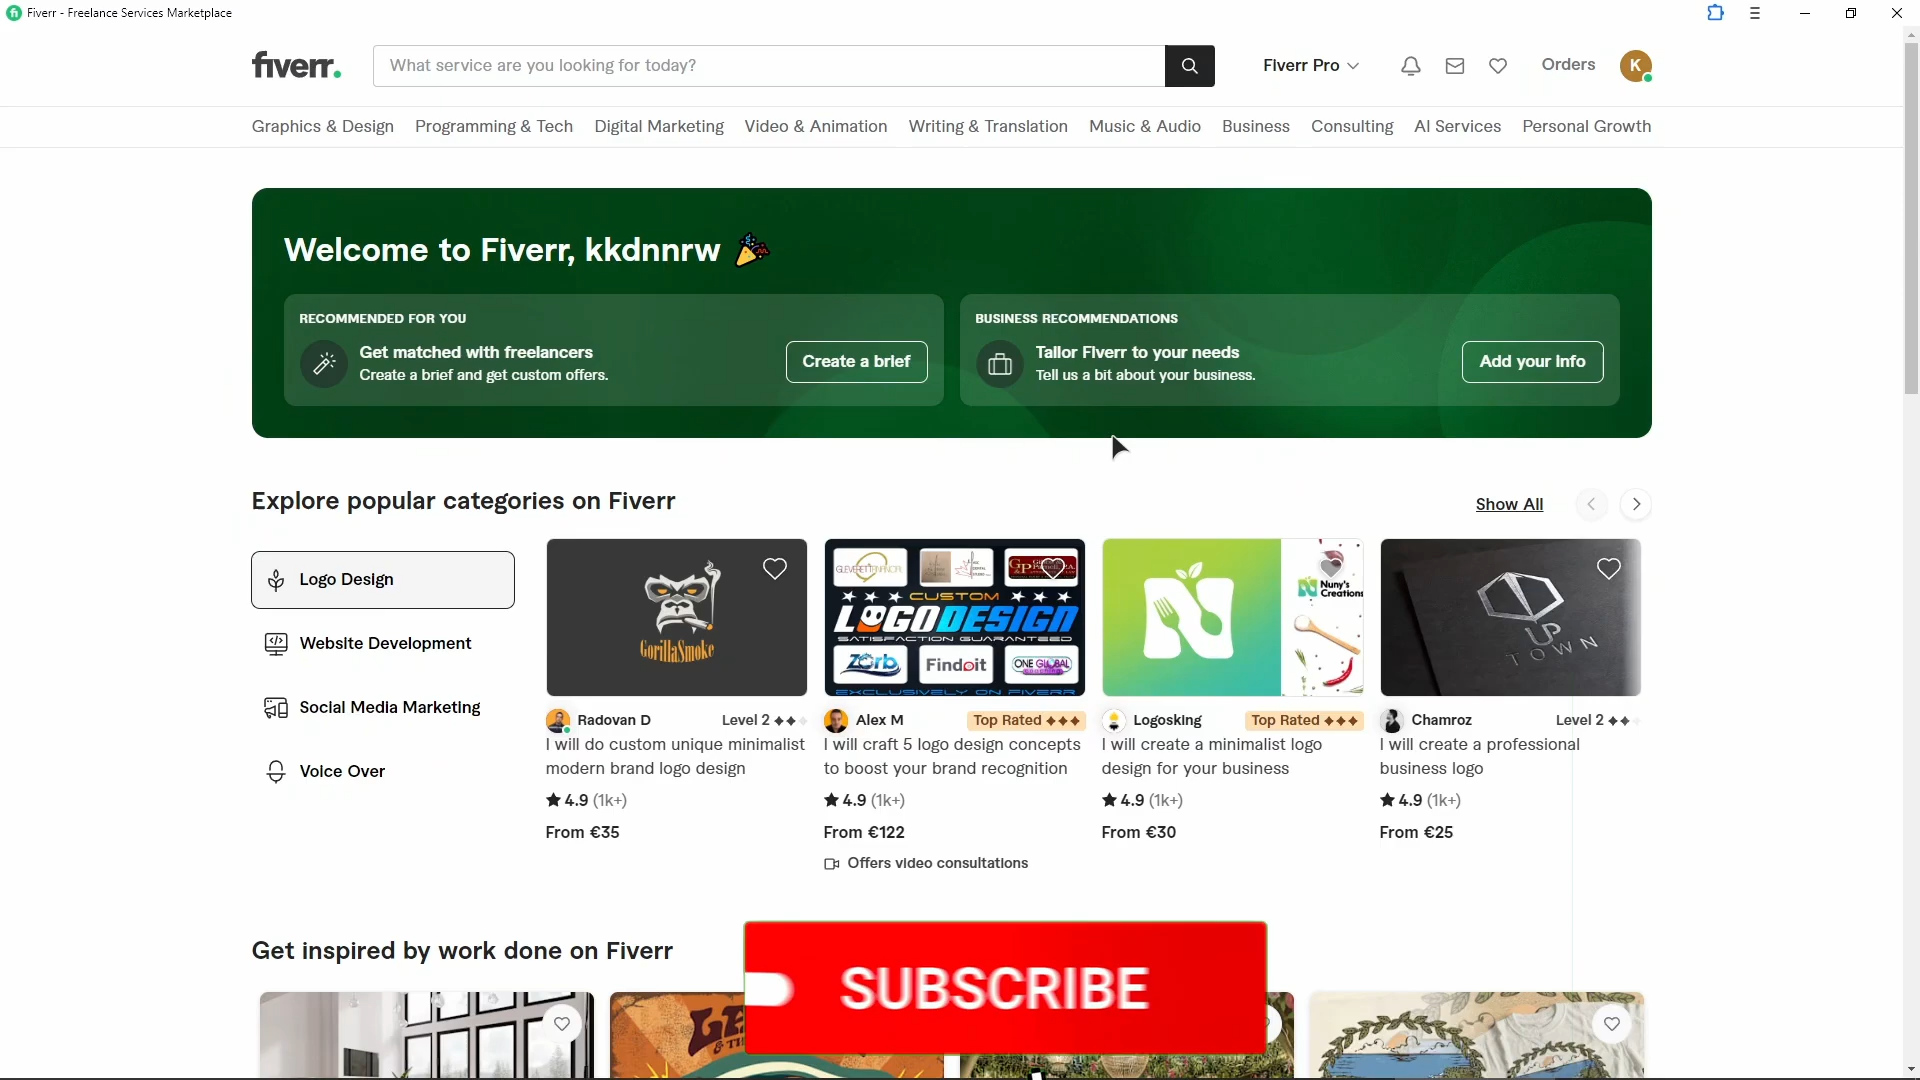 Fiverr - Freelance Services Marketplace
fiverr.
What service are you looking for today?
Fiverr Pro
Orders
K
Graphics & Design
Programming & Tech
Digital Marketing
Video & Animation
Writing & Translation
Music & Audio
Business
Consulting
AI Services
Personal Growth
Welcome to Fiverr, kkdnnrw
RECOMMENDED FOR YOU
Get matched with freelancers
Create a brief and get custom offers.
Create a brief
BUSINESS RECOMMENDATIONS
Tailor Fiverr to your needs
Tell us a bit about your business.
Add your info
Explore popular categories on Fiverr
Show All
Logo Design
Website Development
Social Media Marketing
Voice Over
GorillaSmoke
CUSTOM
LOGO DESIGN
SATISFACTION GUARANTEED
Zorb
Findoit
ONE GLOBAL
EXCLUSIVELY ON FIVERR
N
Nuny's
Creations
UP
TOWN
Radovan D
Level 2
I will do custom unique minimalist
modern brand logo design
4.9 (1k+)
From €35
Alex M
Top Rated
I will craft 5 logo design concepts
to boost your brand recognition
4.9 (1k+)
From €122
Offers video consultations
Logosking
Top Rated
I will create a minimalist logo
design for your business
4.9 (1k+)
From €30
Chamroz
Level 2
I will create a professional
business logo
4.9 (1k+)
From €25
Get inspired by work done on Fiverr
SUBSCRIBE